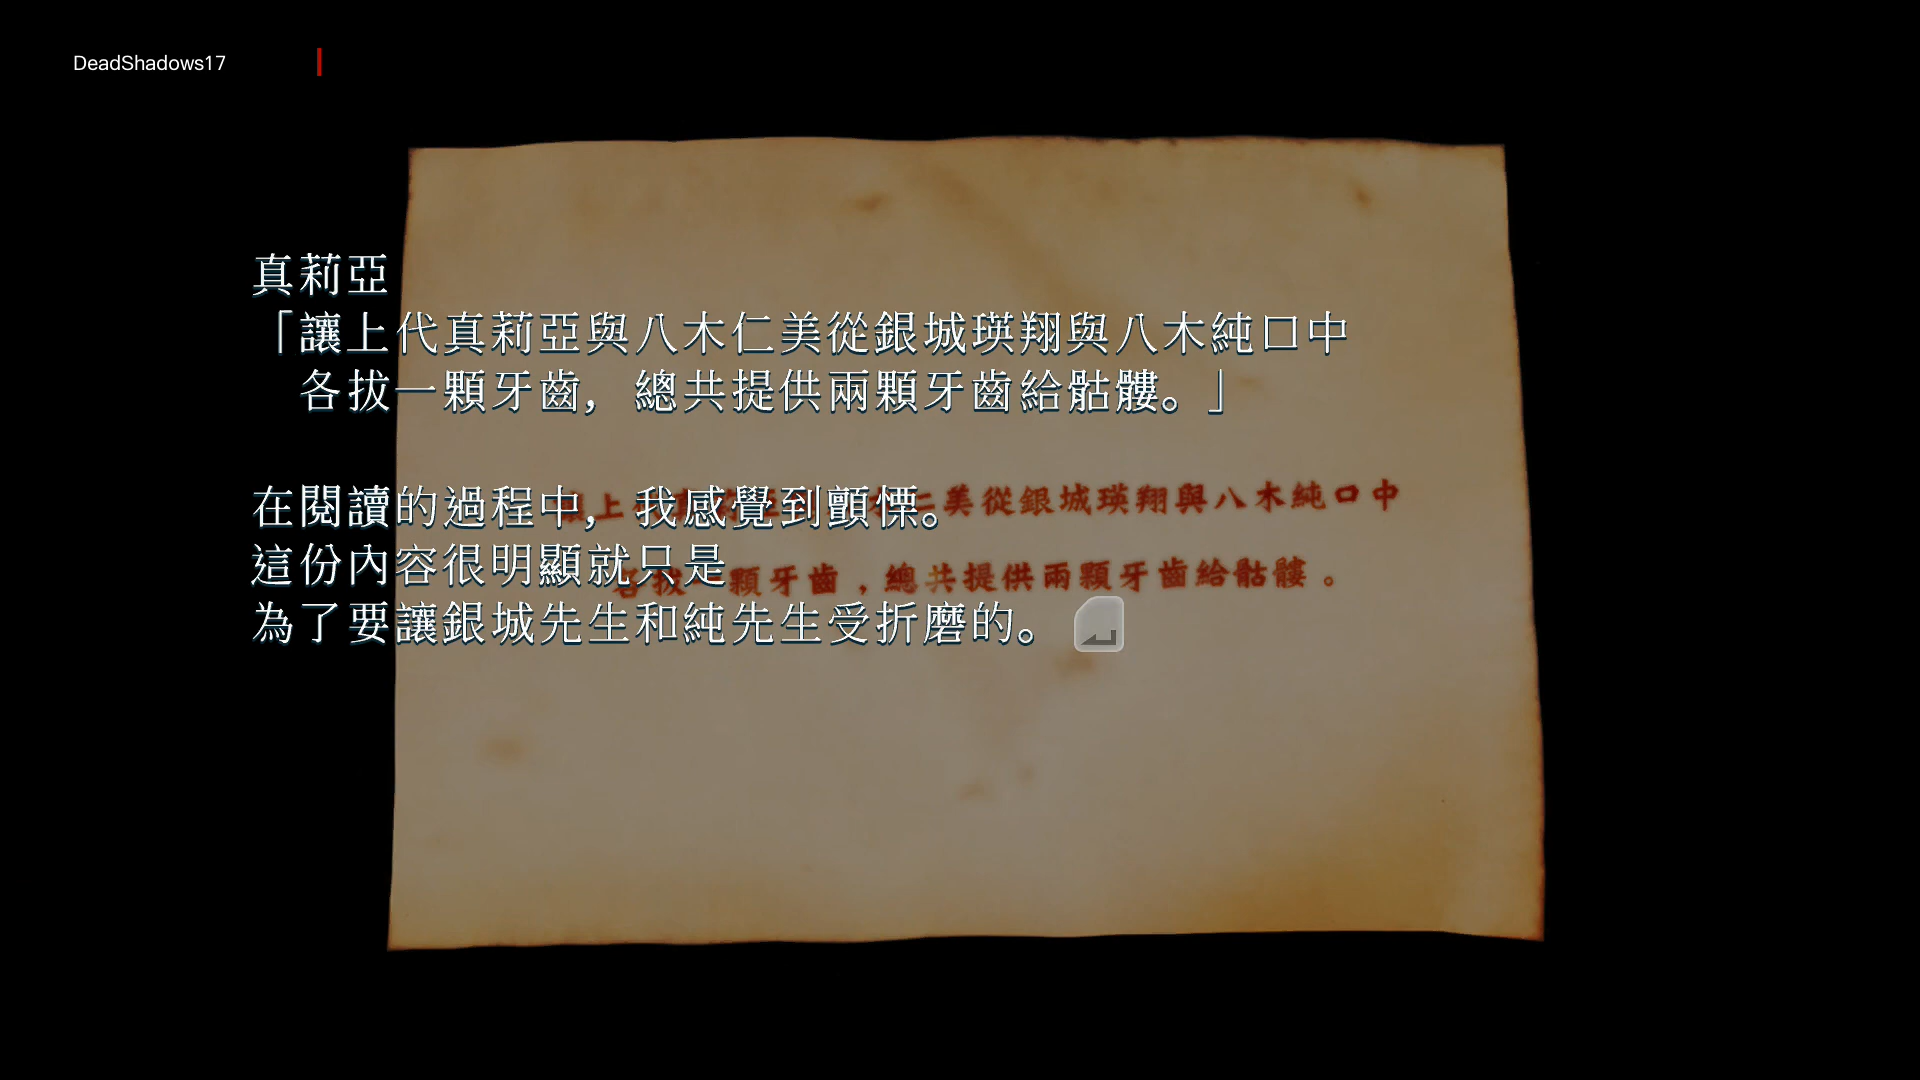 DeadShadows17
真莉亞
「讓上代真莉亞與八木仁美從銀城瑛翔與八木純口中
各拔一顆牙齒，總共提供兩顆牙齒給骷髏。」
在閱讀的過程中，我感覺到顫慄。
這份內容很明顯就只是
為了要讓銀城先生和純先生受折磨的。
上 仁美從銀城瑛翔與八木純口中
各拔一顆牙齒，總共提供兩顆牙齒給骷髏。